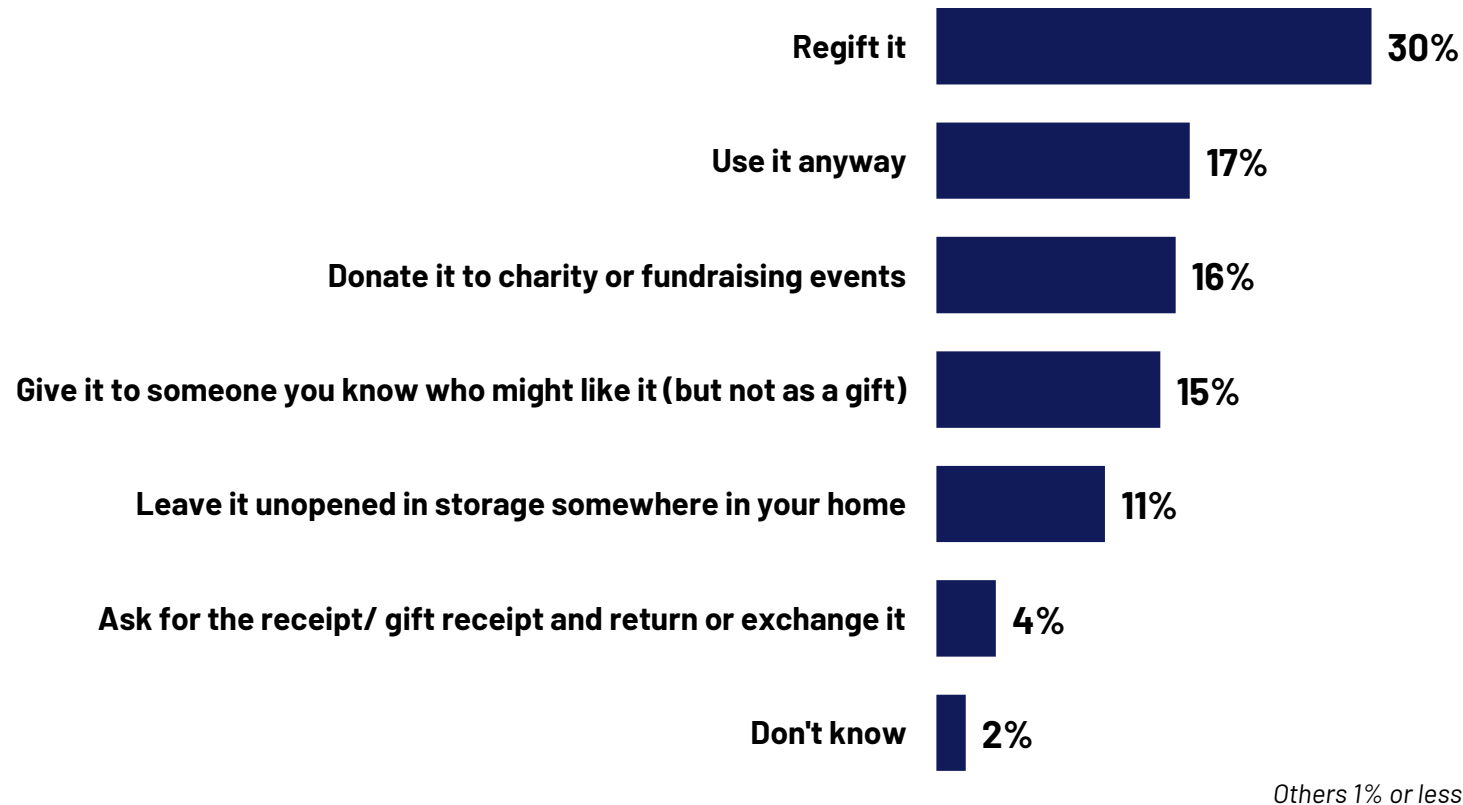 Regift it 30%
Use it anyway 17%
Donate it to charity or fundraising events 16%
Give it to someone you know who might like it (but not as a gift) 15%
Leave it unopened in storage somewhere in your home 11%
Ask for the receipt/ gift receipt and return or exchange it 4%
Don't know 2%
Others 1% or less